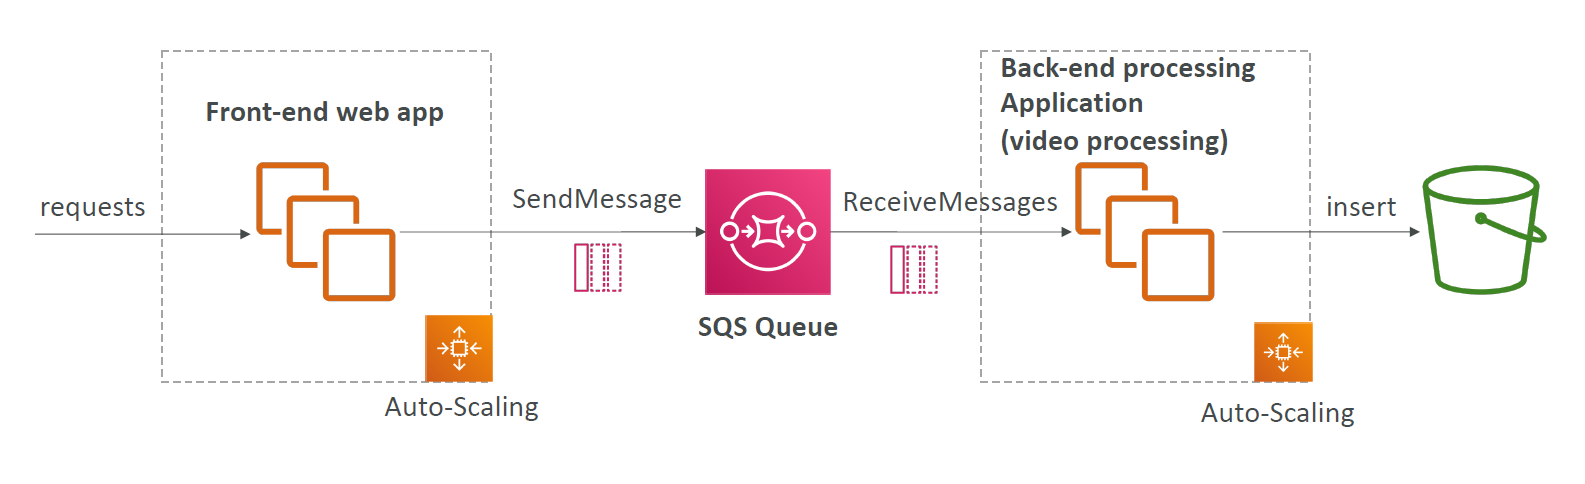 requests
Front-end web app
Auto-Scaling
SendMessage
SQS Queue
ReceiveMessages
Back-end processing
Application
(video processing)
Auto-Scaling
insert